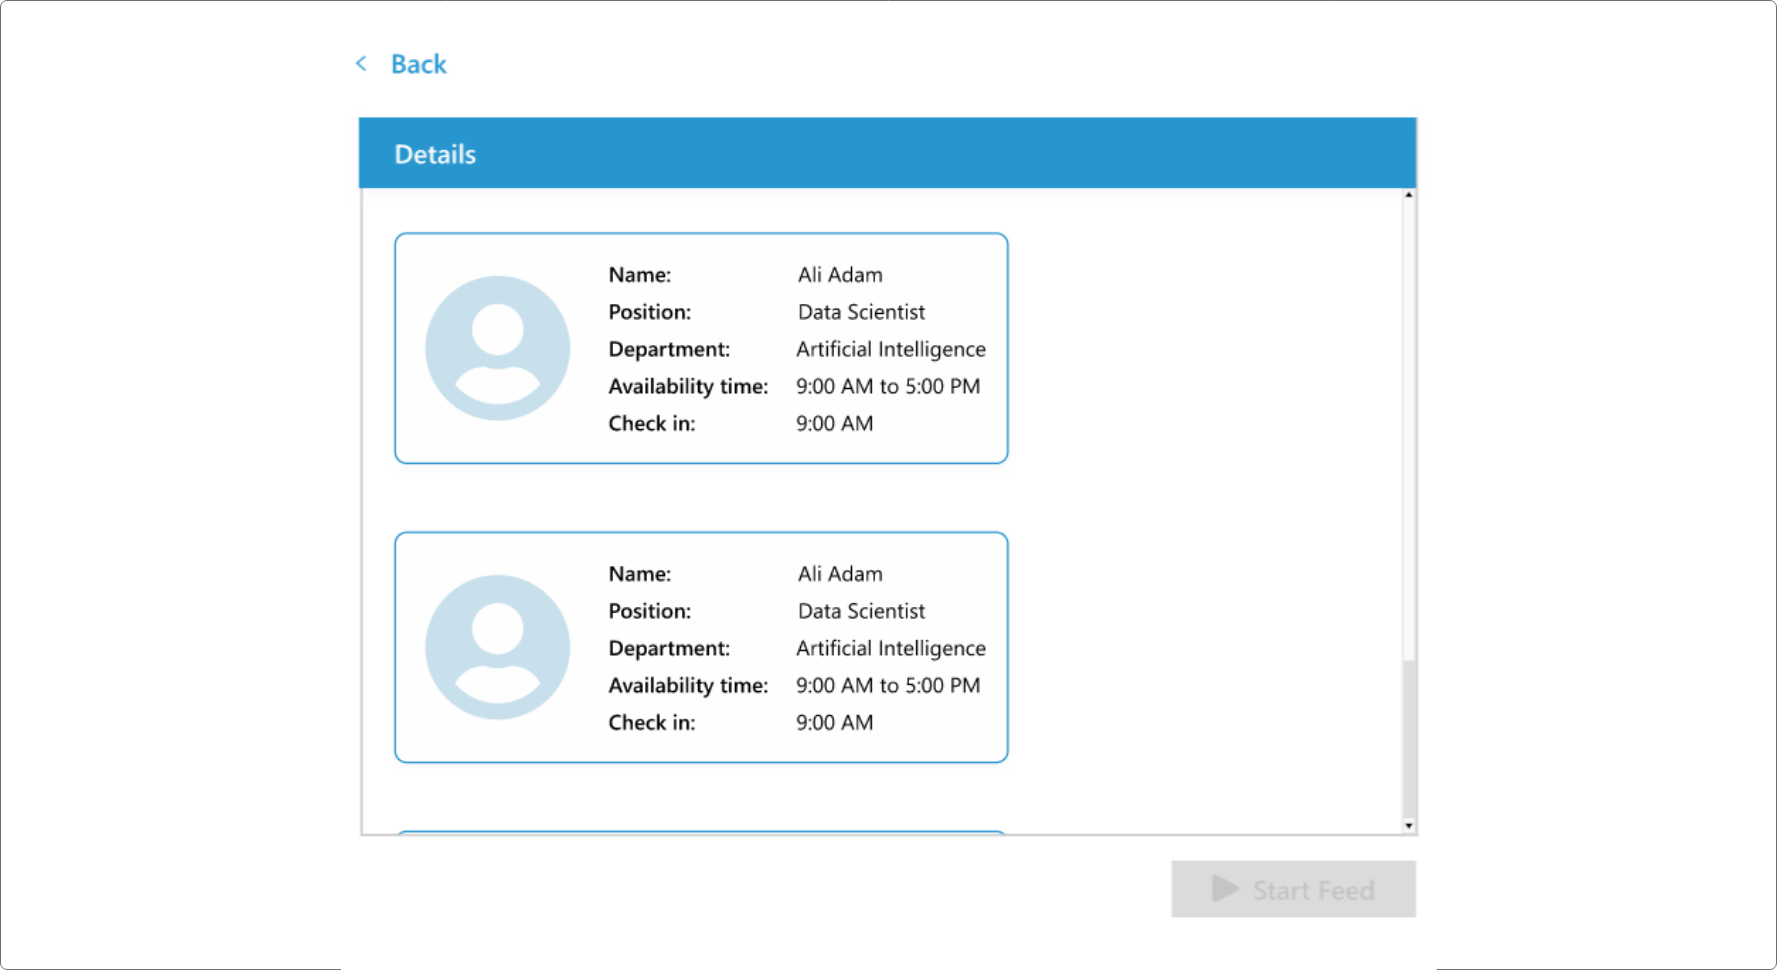 Back
Details
Name: Ali Adam
Position: Data Scientist
Department: Artificial Intelligence
Availability time: 9:00 AM to 5:00 PM
Check in: 9:00 AM
Name: Ali Adam
Position: Data Scientist
Department: Artificial Intelligence
Availability time: 9:00 AM to 5:00 PM
Check in: 9:00 AM
Start Feed